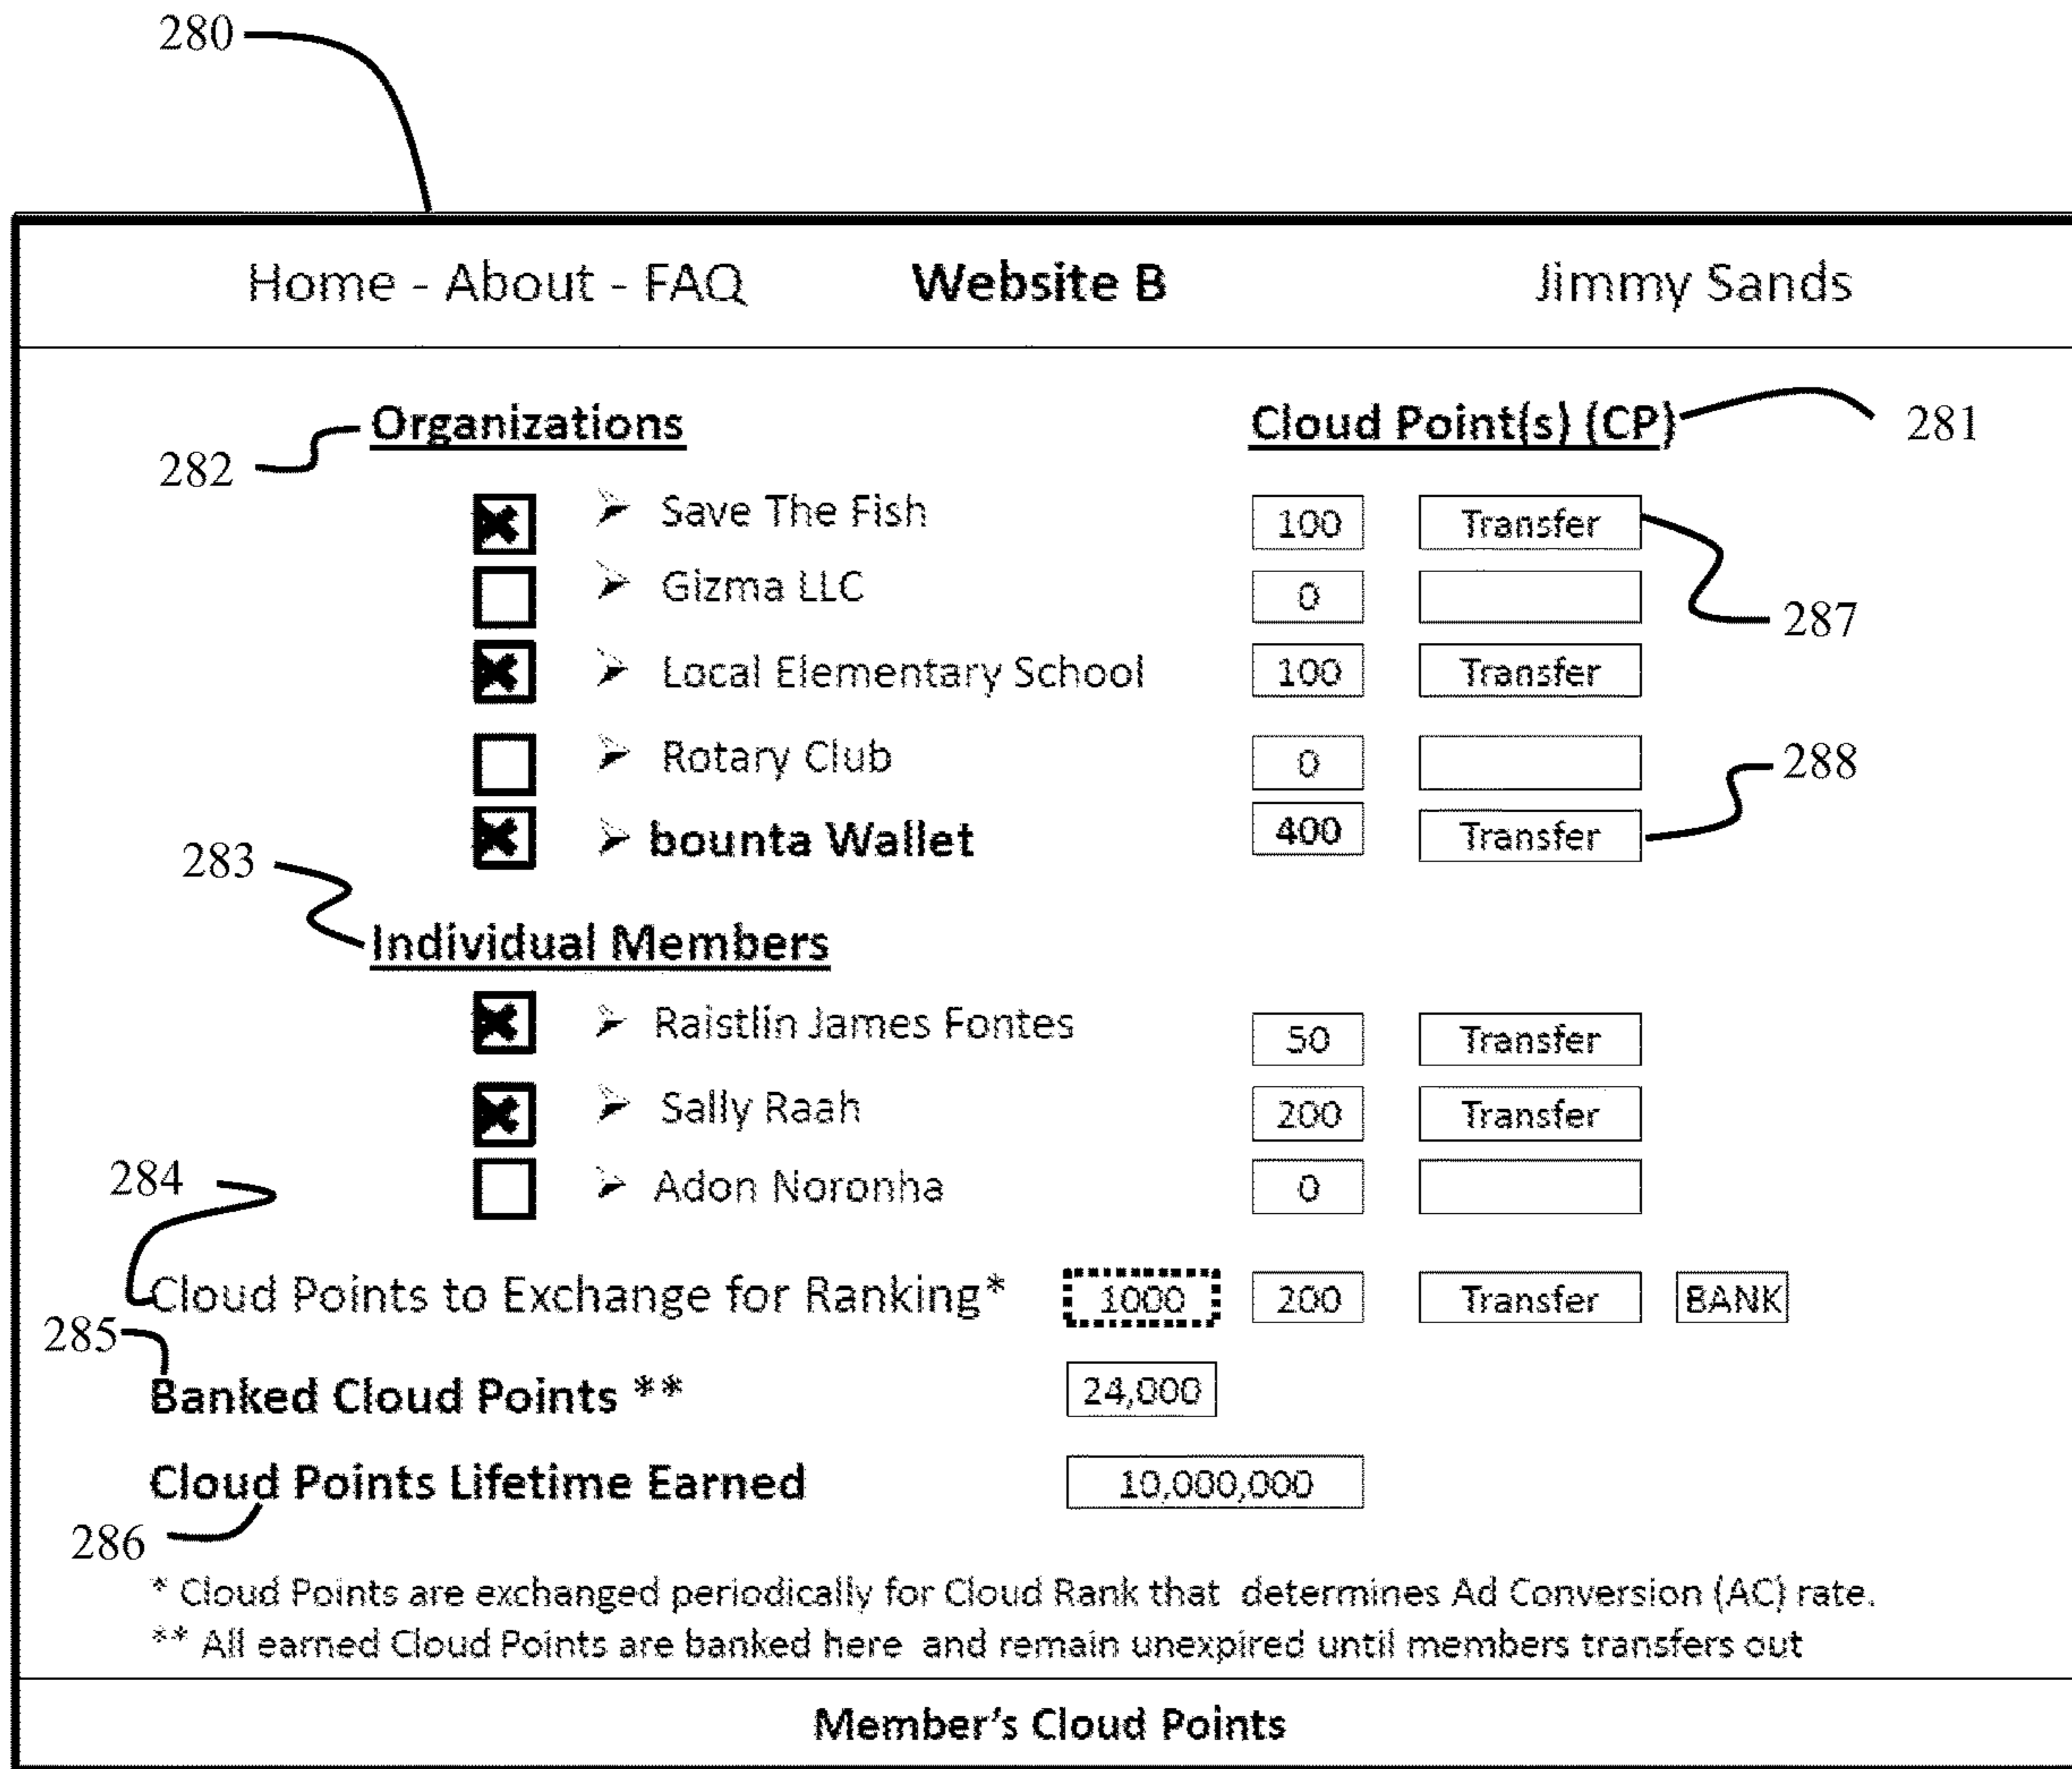 280
Home - About - FAQ Website B Jimmy Sands
Organizations Cloud Point(s) (CP) 281
282
Save The Fish 100 Transfer
Gizma LLC 0
287
Local Elementary School 100 Transfer
Rotary Club 0 288
bounta Wallet 400 Transfer
283
Individual Members
Raistlin James Fontes 50 Transfer
Sally Raah 200 Transfer
284 Adon Noronha 0
Cloud Points to Exchange for Ranking* 1000 200 Transfer BANK
285
Banked Cloud Points ** 24,000
Cloud Points Lifetime Earned 10,000,000
286
* Cloud Points are exchanged periodically for Cloud Rank that determines Ad Conversion (AC) rate.
** All earned Cloud Points are banked here and remain unexpired until members transfers out
Member's Cloud Points